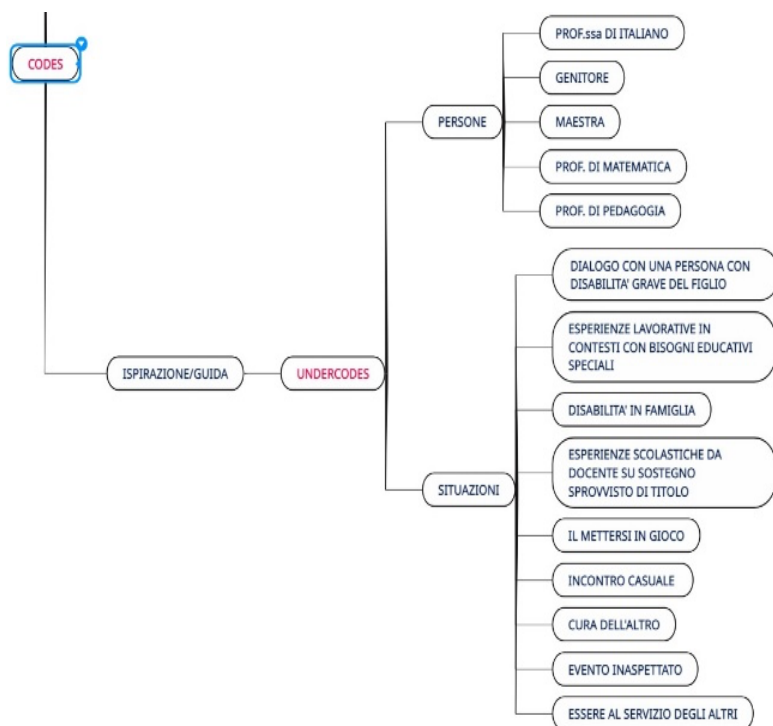 CODES
PROF.ssa DI ITALIANO
GENITORE
PERSONE
MAESTRA
PROF. DI MATEMATICA
PROF. DI PEDAGOGIA
ISPIRAZIONE/GUIDA
UNDERCODES
DIALOGO CON UNA PERSONA CON
DISABILITA' GRAVE DEL FIGLIO
ESPERIENZE LAVORATIVE IN
CONTESTI CON BISOGNI EDUCATIVI
SPECIALI
DISABILITA' IN FAMIGLIA
ESPERIENZE SCOLASTICHE DA
DOCENTE SU SOSTEGNO
SPROVVISTO DI TITOLO
SITUAZIONI
IL METTERSI IN GIOCO
INCONTRO CASUALE
CURA DELL'ALTRO
EVENTO INASPETTATO
ESSERE AL SERVIZIO DEGLI ALTRI